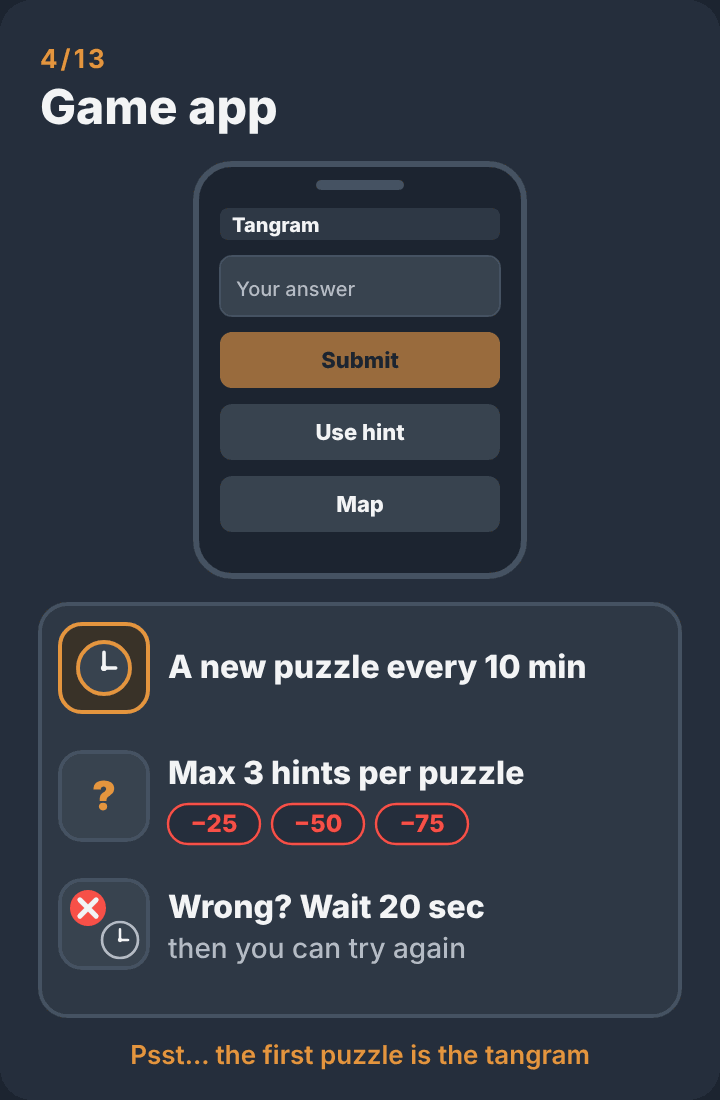 4/13
Game app
Tangram
Your answer
Submit
Use hint
Map
A new puzzle every 10 min
?
Max 3 hints per puzzle
−25 −50 −75
Wrong? Wait 20 sec
then you can try again
Psst... the first puzzle is the tangram